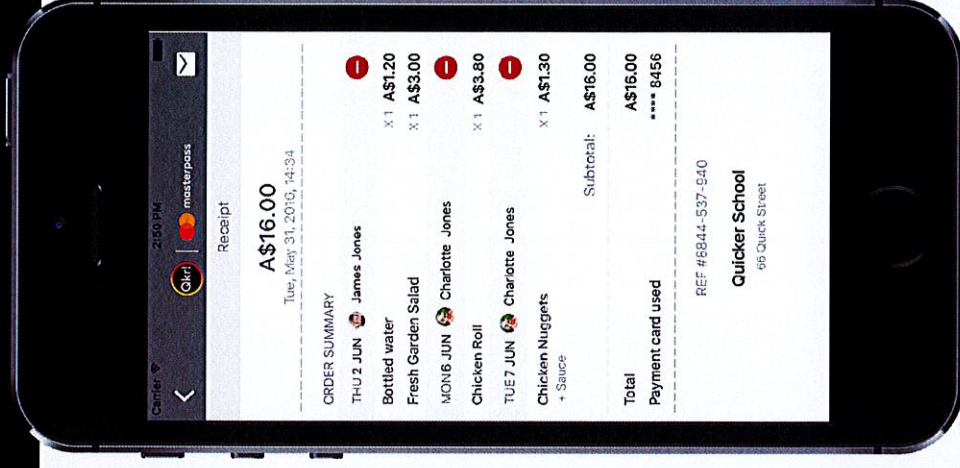 Carrier 2:50 PM
Qkr! masterpass
Receipt
A$16.00
Tue, May 31, 2016, 14:34
ORDER SUMMARY
THU 2 JUN James Jones
Bottled water X 1 A$1.20
Fresh Garden Salad X 1 A$3.00
MON 6 JUN Charlotte Jones
Chicken Roll X 1 A$3.80
TUE 7 JUN Charlotte Jones
Chicken Nuggets X 1 A$1.30
+ Sauce
Subtotal: A$16.00
Total A$16.00
Payment card used **** 8456
REF #6844-537-940
Quicker School
66 Quick Street